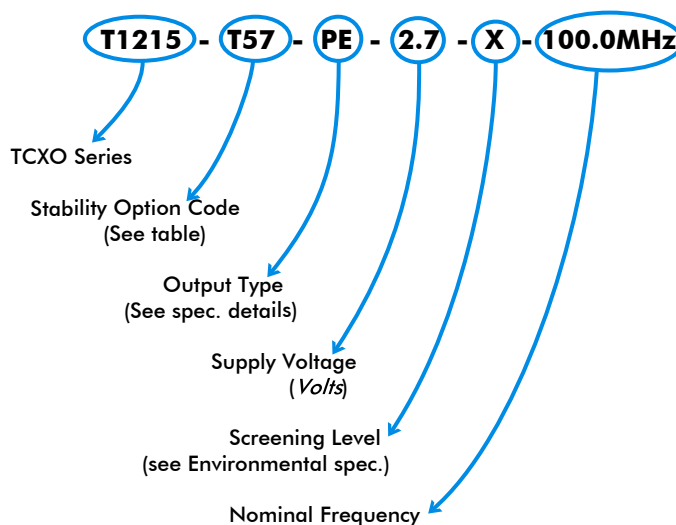 T1215 - T57 - PE - 2.7 - X - 100.0MHz
TCXO Series
Stability Option Code
(See table)
Output Type
(See spec. details)
Supply Voltage
(Volts)
Screening Level
(see Environmental spec.)
Nominal Frequency